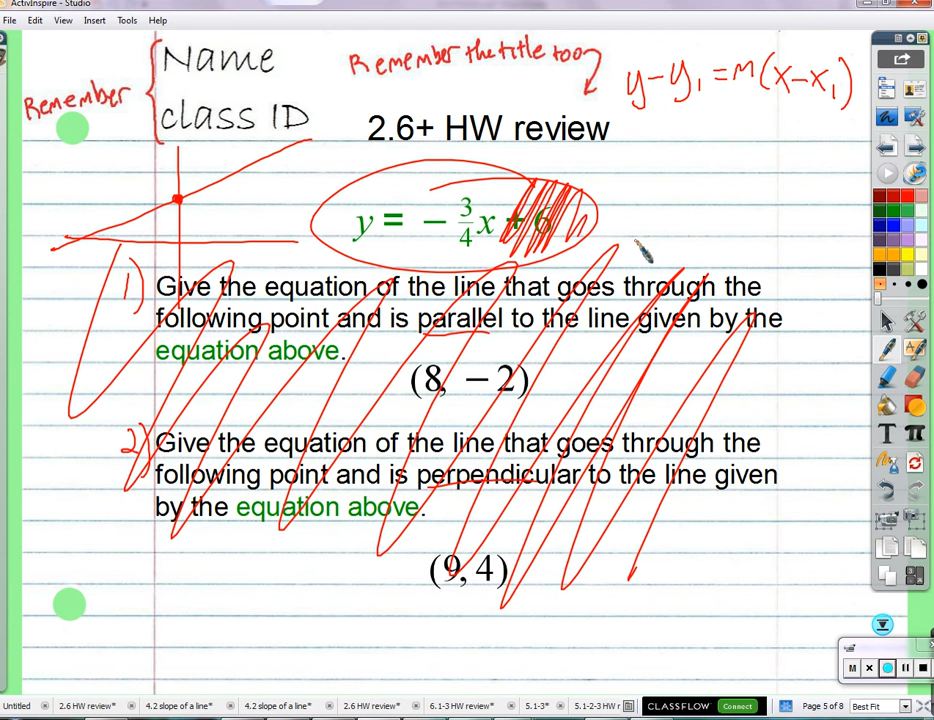 ActivInspire - Studio
File Edit View Insert Tools Help
Remember
Name
class ID
Remember the title too
y-y₁=m(x-x₁)
2.6+ HW review
y = - 3/4 x + 6
1) Give the equation of the line that goes through the
following point and is parallel to the line given by the
equation above.
(8, -2)
2) Give the equation of the line that goes through the
following point and is perpendicular to the line given
by the equation above.
(9, 4)
M
Untitled 2.6 HW review* 4.2 slope of a line* 4.2 slope of a line* 2.6 HW review* 6.1-3 HW review* 5.1-3* 5.1-2-3 HW r CLASSFLOW Connect Page 5 of 8 Best Fit